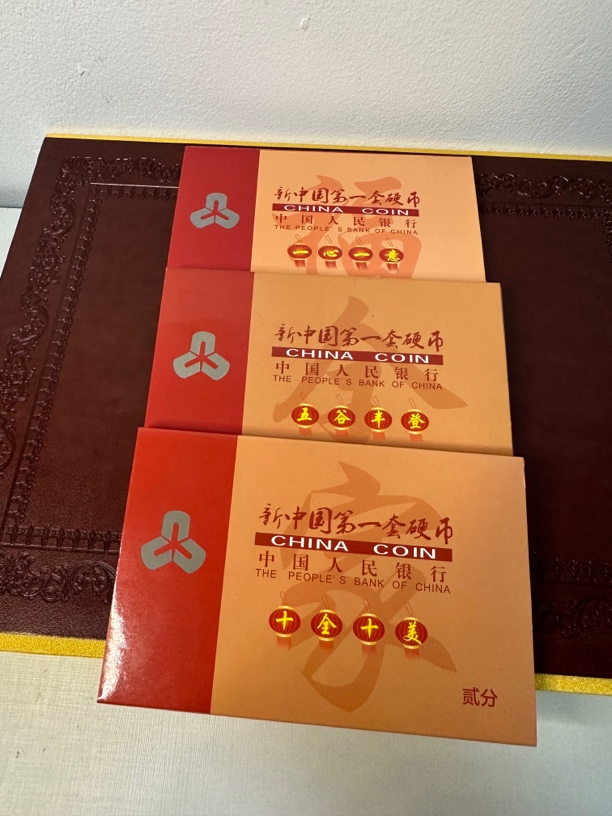 新中国第一套硬币
CHINA COIN
中国人民银行
THE PEOPLE'S BANK OF CHINA
一心一意
新中国第一套硬币
CHINA COIN
中国人民银行
THE PEOPLE'S BANK OF CHINA
五谷丰登
家
新中国第一套硬币
CHINA COIN
中国人民银行
THE PEOPLE'S BANK OF CHINA
十全十美
贰分